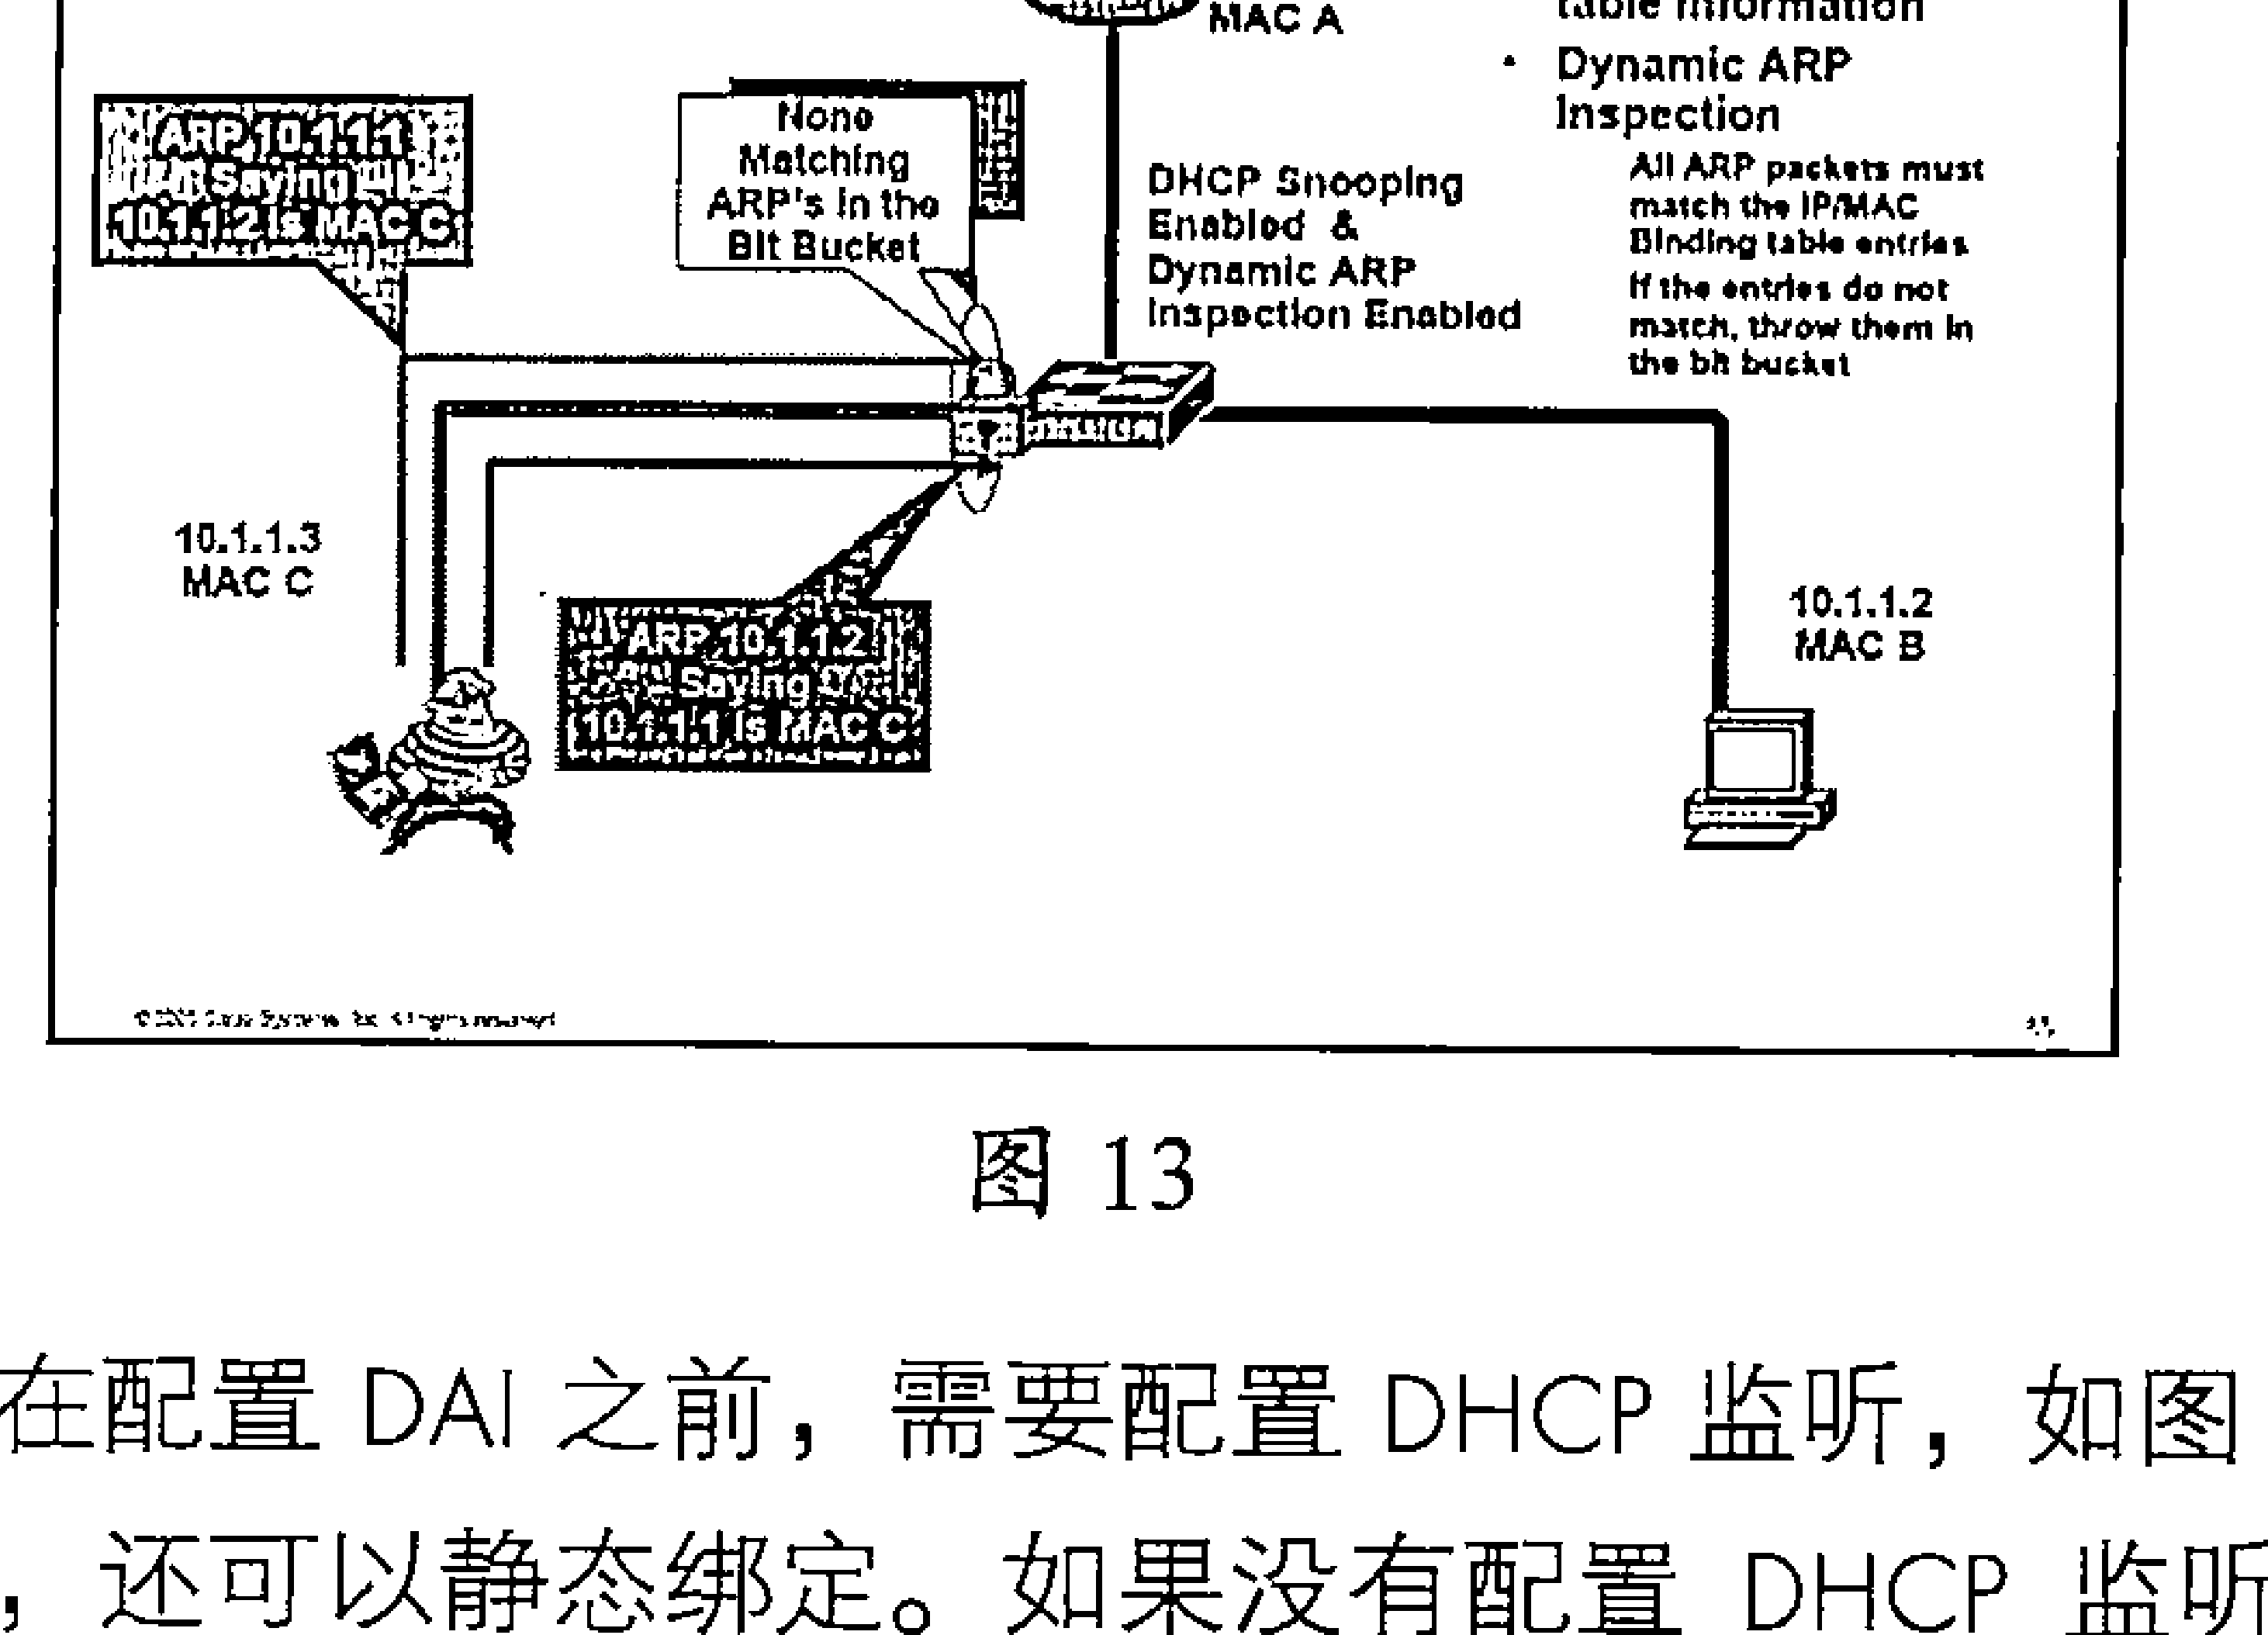 MAC A
table information
· Dynamic ARP
Inspection
All ARP packets must
match the IP/MAC
Binding table entries
If the entries do not
match, throw them in
the bit bucket
ARP 10.1.1.1
Saying
10.1.1.2 is MAC C
None
Matching
ARP's in the
Bit Bucket
DHCP Snooping
Enabled &
Dynamic ARP
Inspection Enabled
10.1.1.3
MAC C
ARP 10.1.1.2
Saying
10.1.1.1 is MAC C
10.1.1.2
MAC B
图 13
在配置 DAI 之前，需要配置 DHCP 监听，如图
，还可以静态绑定。如果没有配置 DHCP 监听